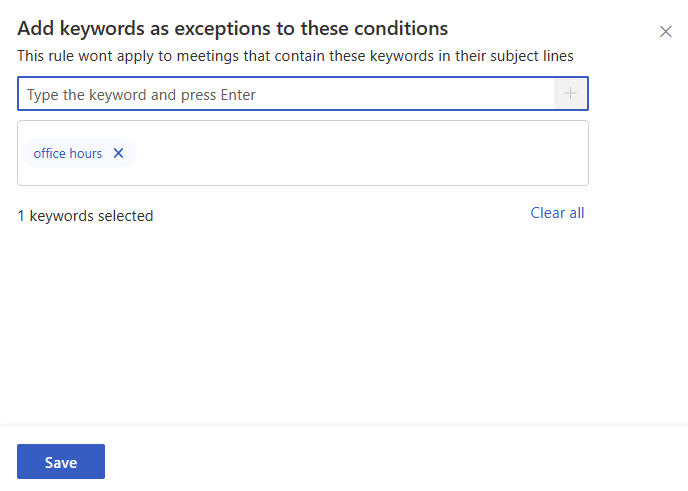 Add keywords as exceptions to these conditions
This rule wont apply to meetings that contain these keywords in their subject lines
Type the keyword and press Enter
office hours
1 keywords selected
Clear all
Save